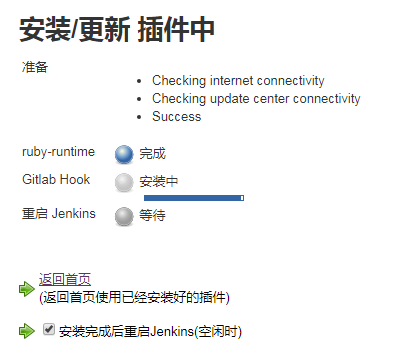 安装/更新 插件中
准备
Checking internet connectivity
Checking update center connectivity
Success
ruby-runtime 完成
Gitlab Hook 安装中
重启 Jenkins 等待
返回首页
(返回首页使用已经安装好的插件)
安装完成后重启Jenkins(空闲时)